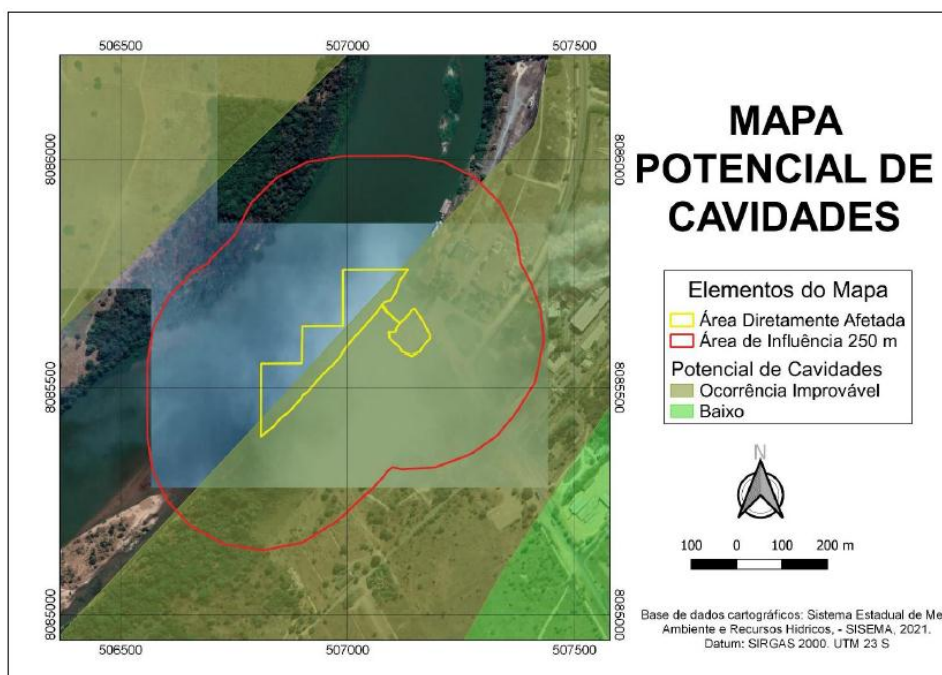 506500
507000
507500
8086000
8086000
8085500
8085500
8085000
8085000
506500
507000
507500
MAPA
POTENCIAL DE
CAVIDADES
Elementos do Mapa
Área Diretamente Afetada
Área de Influência 250 m
Potencial de Cavidades
Ocorrência Improvável
Baixo
N
100 0 100 200 m
Base de dados cartográficos: Sistema Estadual de Me
Ambiente e Recursos Hídricos, - SISEMA, 2021.
Datum: SIRGAS 2000. UTM 23 S